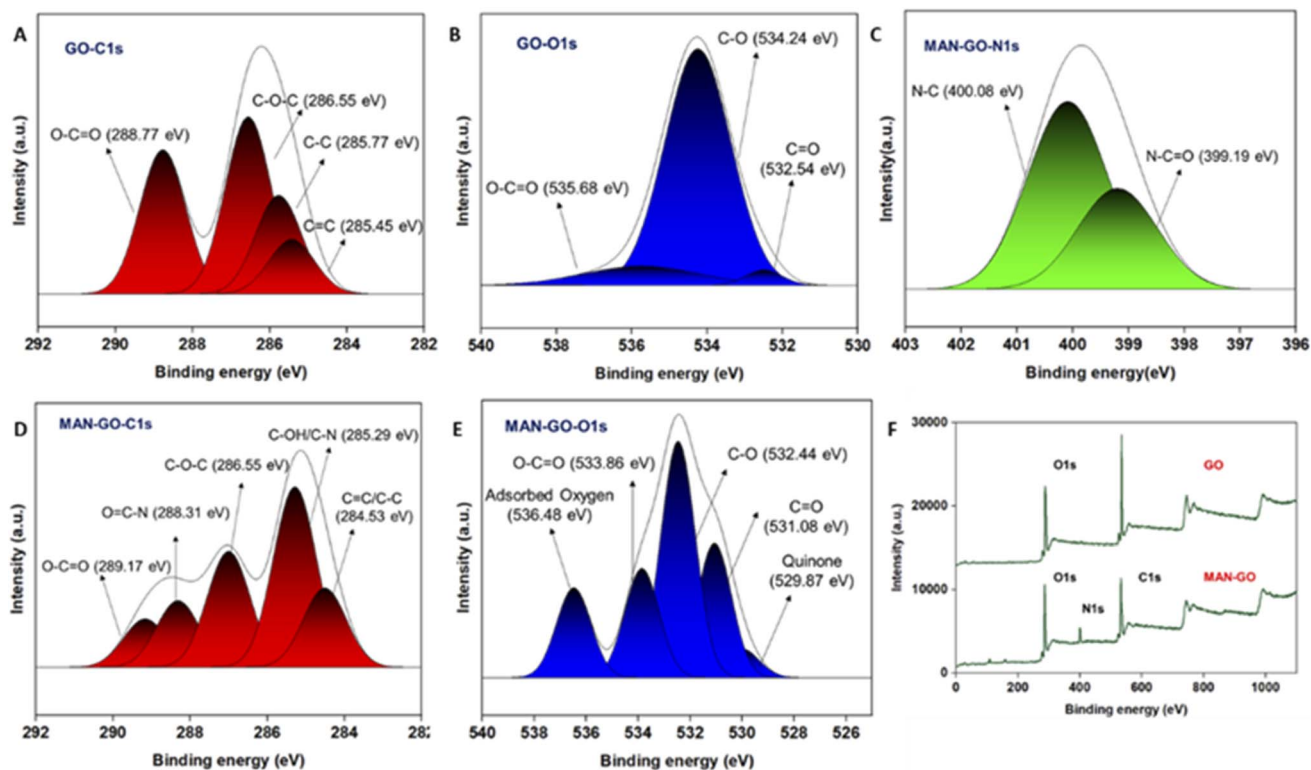 A
GO-C1s
C-O-C (286.55 eV)
O-C=O (288.77 eV)
C-C (285.77 eV)
C=C (285.45 eV)
Intensity (a.u.)
292 290 288 286 284 282
Binding energy (eV)
B
GO-O1s
C-O (534.24 eV)
C=O
(532.54 eV)
O-C=O (535.68 eV)
Intensity (a.u.)
540 538 536 534 532 530
Binding energy (eV)
C
MAN-GO-N1s
N-C (400.08 eV)
N-C=O (399.19 eV)
Intensity(a.u.)
403 402 401 400 399 398 397 396
Binding energy(eV)
D
MAN-GO-C1s
C-OH/C-N (285.29 eV)
C-O-C (286.55 eV)
C=C/C-C
(284.53 eV)
O=C-N (288.31 eV)
O-C=O (289.17 eV)
Intensity (a.u.)
292 290 288 286 284 28
Binding energy (eV)
E
MAN-GO-O1s
O-C=O (533.86 eV)
C-O (532.44 eV)
Adsorbed Oxygen
(536.48 eV)
C=O
(531.08 eV)
Quinone
(529.87 eV)
Intensity (a.u.)
540 538 536 534 532 530 528 526
Binding energy (eV)
F
30000
O1s
GO
20000
Intensity (a.u.)
O1s
C1s
MAN-GO
10000
N1s
0
0 200 400 600 800 1000
Binding energy (eV)